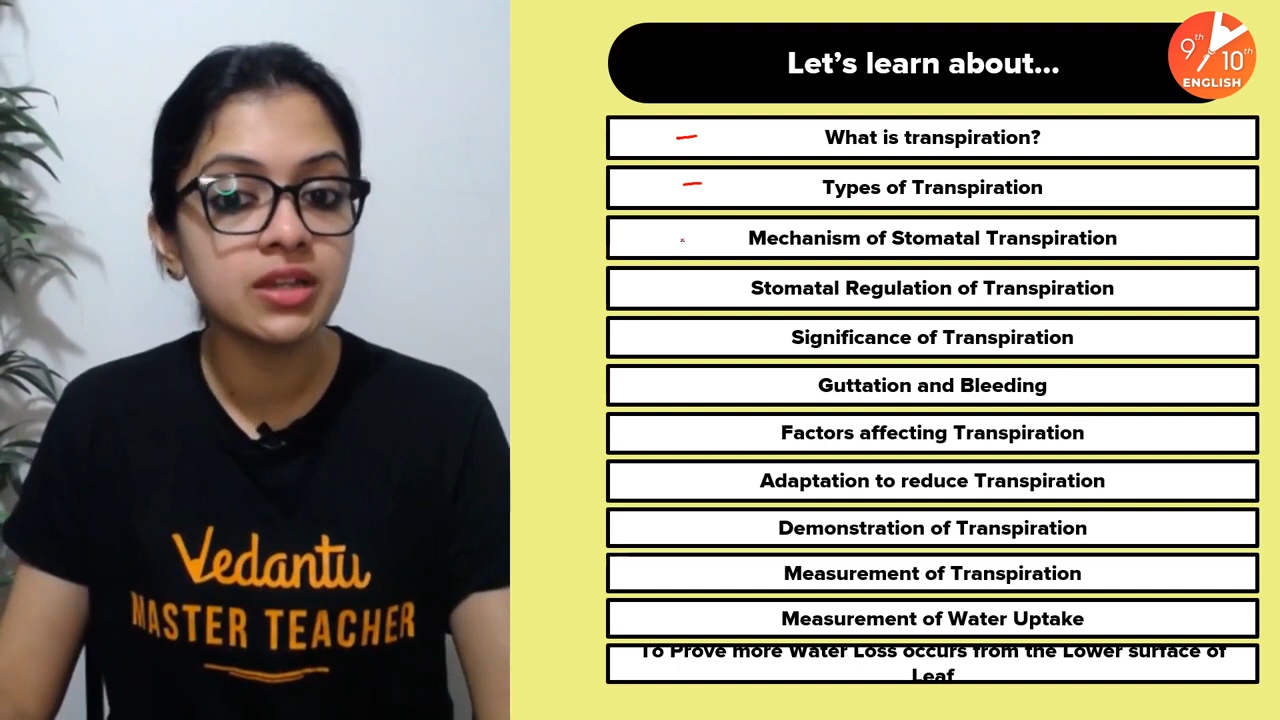 Let's learn about...
9th
10th
ENGLISH
What is transpiration?
Types of Transpiration
Mechanism of Stomatal Transpiration
Stomatal Regulation of Transpiration
Significance of Transpiration
Guttation and Bleeding
Factors affecting Transpiration
Adaptation to reduce Transpiration
Demonstration of Transpiration
Measurement of Transpiration
Measurement of Water Uptake
To Prove more Water Loss occurs from the Lower surface of
Leaf
Vedantu
MASTER TEACHER